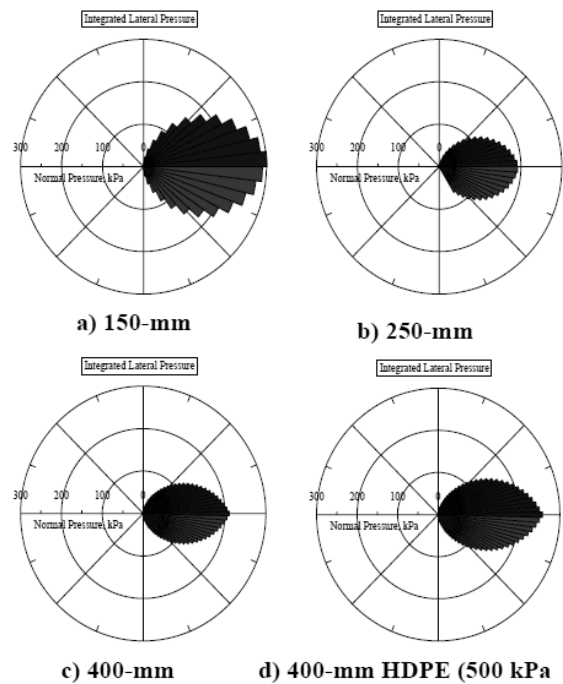 Integrated Lateral Pressure
Integrated Lateral Pressure
300 200 100 0
Normal Pressure, kPa
300 200 100 0
Normal Pressure, kPa
a) 150-mm
b) 250-mm
Integrated Lateral Pressure
Integrated Lateral Pressure
300 200 100 0
Normal Pressure, kPa
300 200 100 0
Normal Pressure, kPa
c) 400-mm
d) 400-mm HDPE (500 kPa